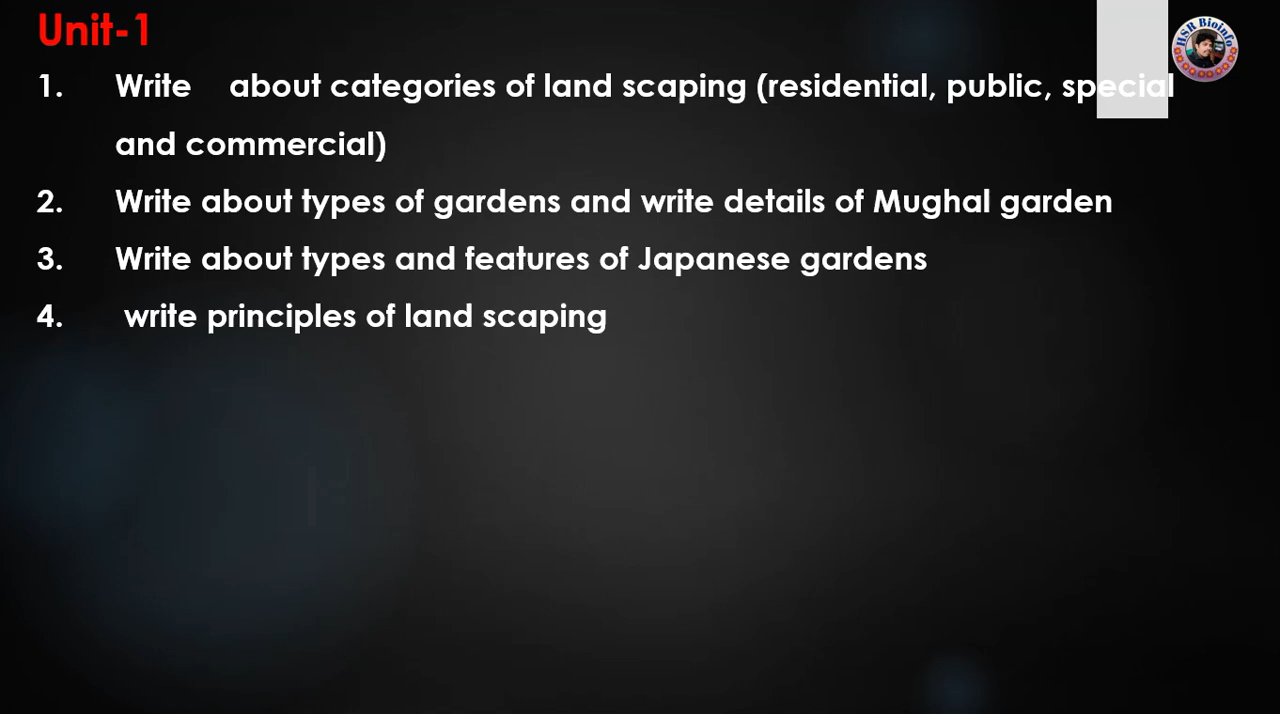 Unit-1
HSR Bioinfo
1. Write about categories of land scaping (residential, public, special
and commercial)
2. Write about types of gardens and write details of Mughal garden
3. Write about types and features of Japanese gardens
4. write principles of land scaping